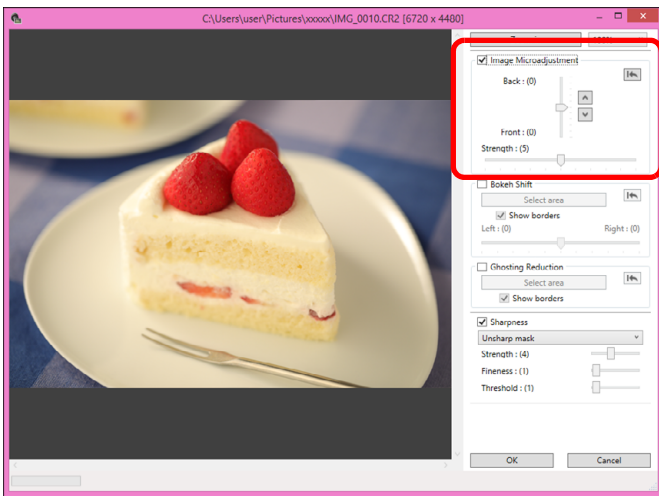 C:\Users\user\Pictures\xxxxx\IMG_0010.CR2 [6720 x 4480]
Image Microadjustment
Back : (0)
Front : (0)
Strength : (5)
Bokeh Shift
Select area
Show borders
Left : (0) Right : (0)
Ghosting Reduction
Select area
Show borders
Sharpness
Unsharp mask
Strength : (4)
Fineness : (1)
Threshold : (1)
OK Cancel